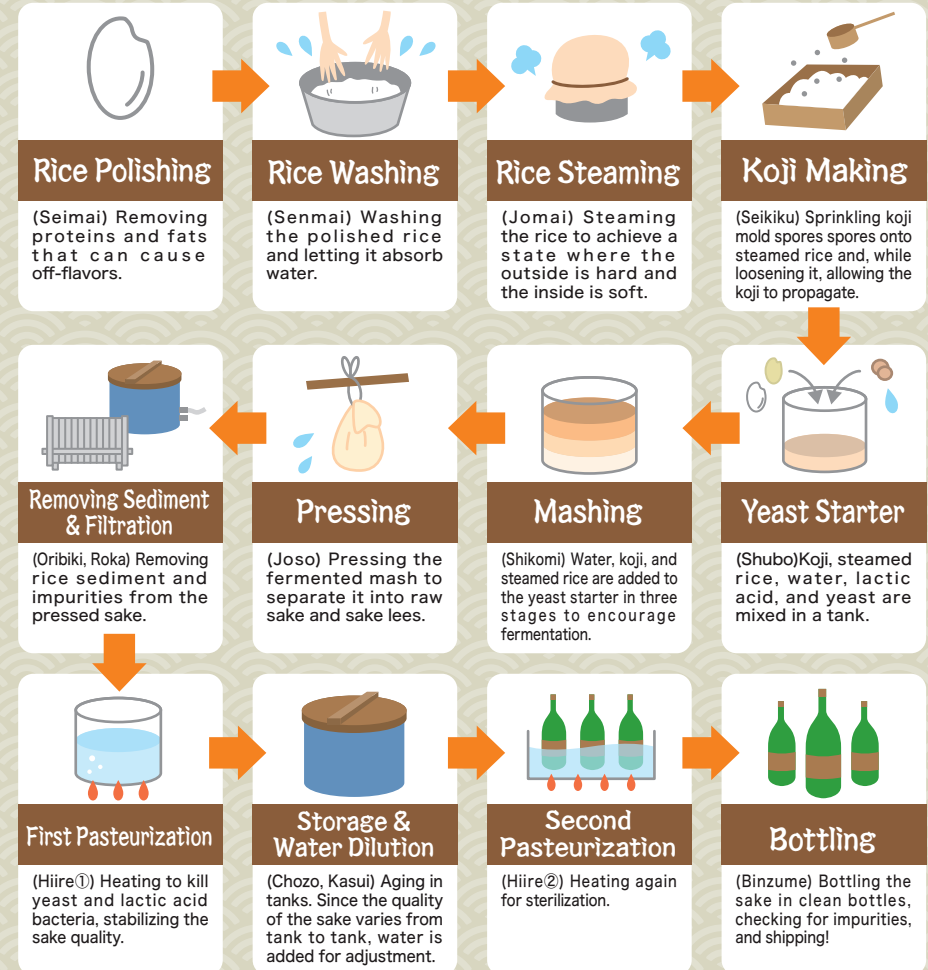 Rice Polishing
(Seimai) Removing
proteins and fats
that can cause
off-flavors.
Rice Washing
(Senmai) Washing
the polished rice
and letting it absorb
water.
Rice Steaming
(Jomai) Steaming
the rice to achieve a
state where the
outside is hard and
the inside is soft.
Koji Making
(Seikiku) Sprinkling koji
mold spores spores onto
steamed rice and, while
loosening it, allowing the
koji to propagate.
Yeast Starter
(Shubo)Koji, steamed
rice, water, lactic
acid, and yeast are
mixed in a tank.
Mashing
(Shikomi) Water, koji, and
steamed rice are added to
the yeast starter in three
stages to encourage
fermentation.
Pressing
(Joso) Pressing the
fermented mash to
separate it into raw
sake and sake lees.
Removing Sediment
& Filtration
(Oribiki, Roka) Removing
rice sediment and
impurities from the
pressed sake.
First Pasteurization
(Hiire①) Heating to kill
yeast and lactic acid
bacteria, stabilizing the
sake quality.
Storage &
Water Dilution
(Chozo, Kasui) Aging in
tanks. Since the quality
of the sake varies from
tank to tank, water is
added for adjustment.
Second
Pasteurization
(Hiire②) Heating again
for sterilization.
Bottling
(Binzume) Bottling the
sake in clean bottles,
checking for impurities,
and shipping!